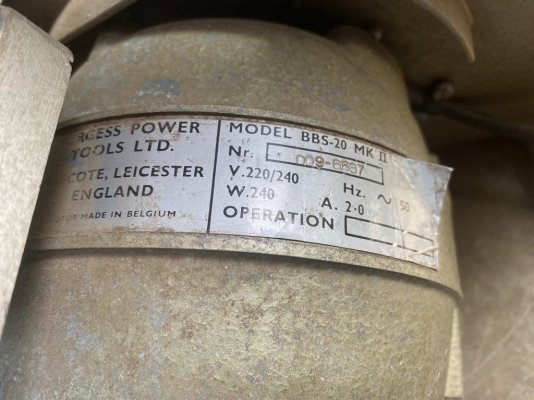 RGESS POWER
TOOLS LTD.
COTE, LEICESTER
ENGLAND
TOR MADE IN BELGIUM
MODEL BBS-20 MK II
Nr. 009-6687
V.220/240 Hz. ~ 50
W.240 A. 2·0
OPERATION